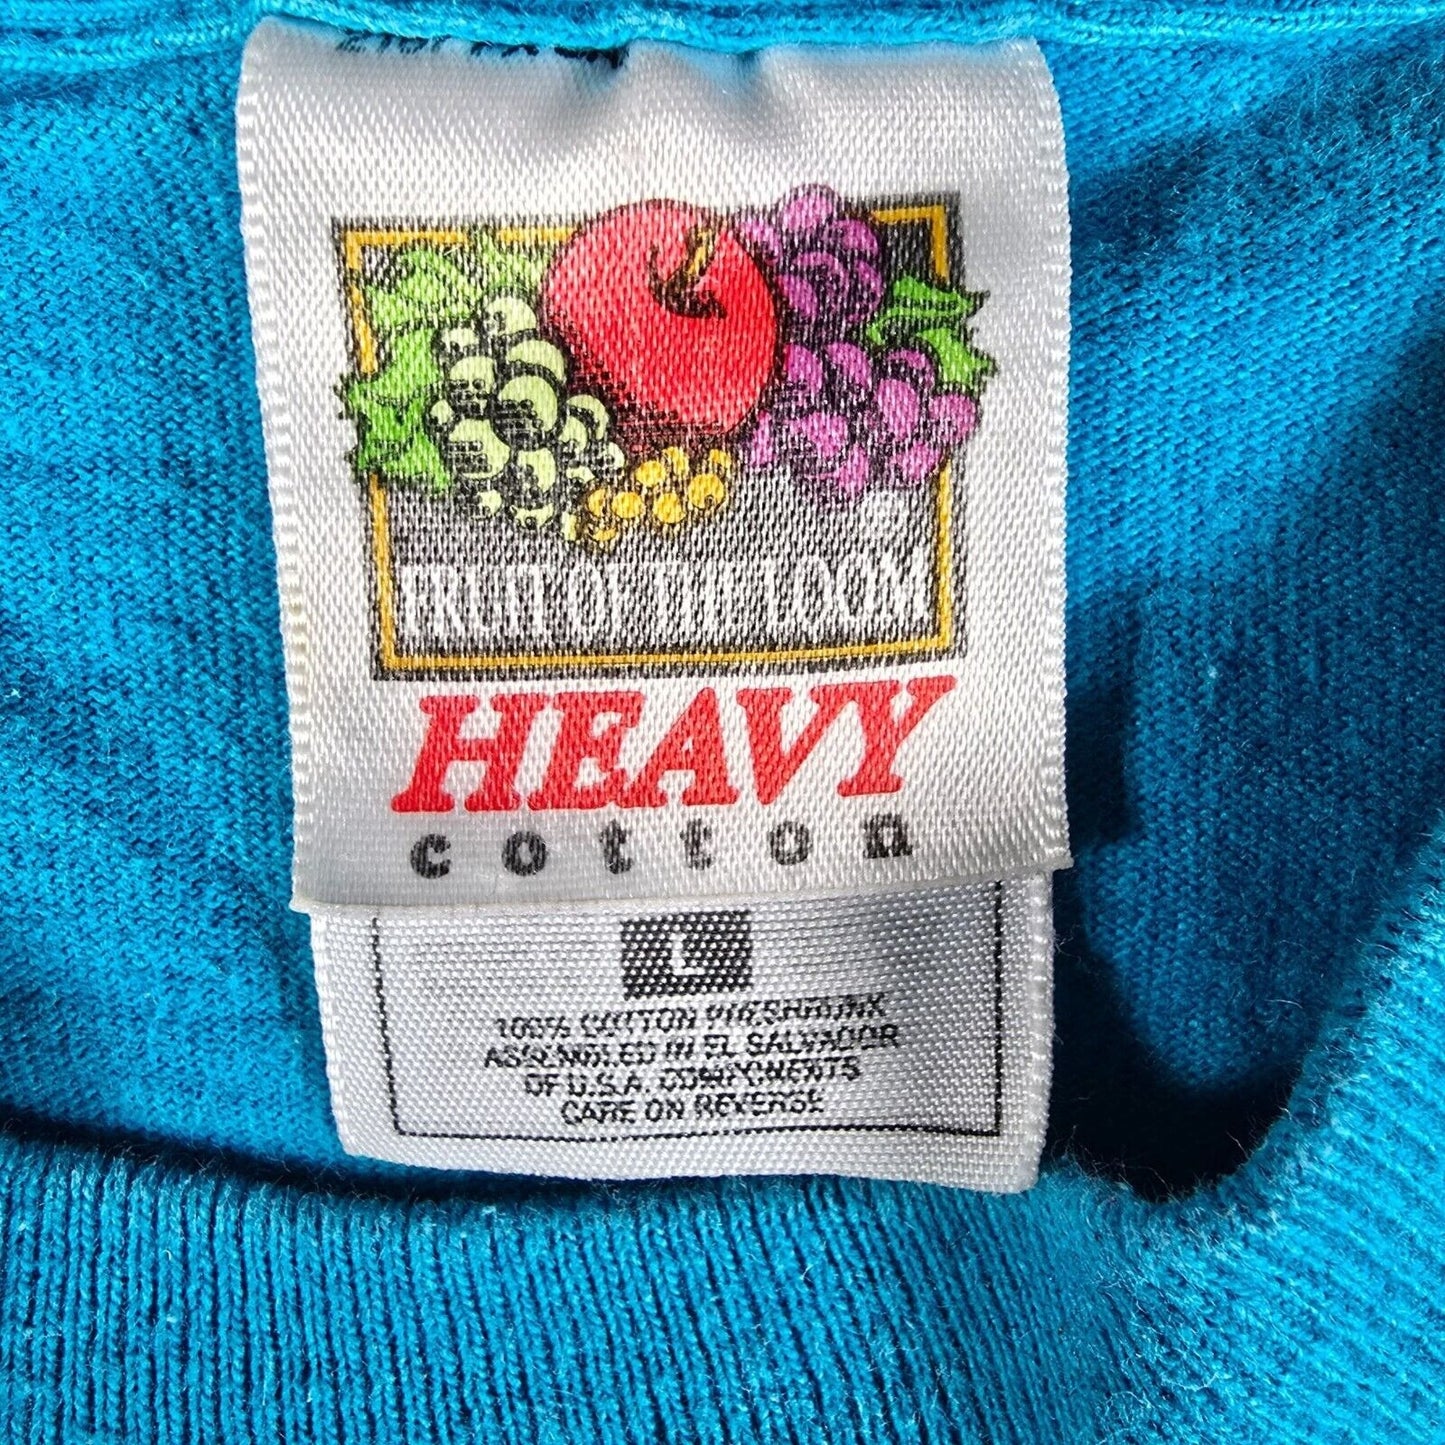 FRUIT OF THE LOOM
HEAVY
cotton
L
100% COTTON PRESHRUNK
ASSEMBLED IN EL SALVADOR
OF U.S.A. COMPONENTS
CARE ON REVERSE